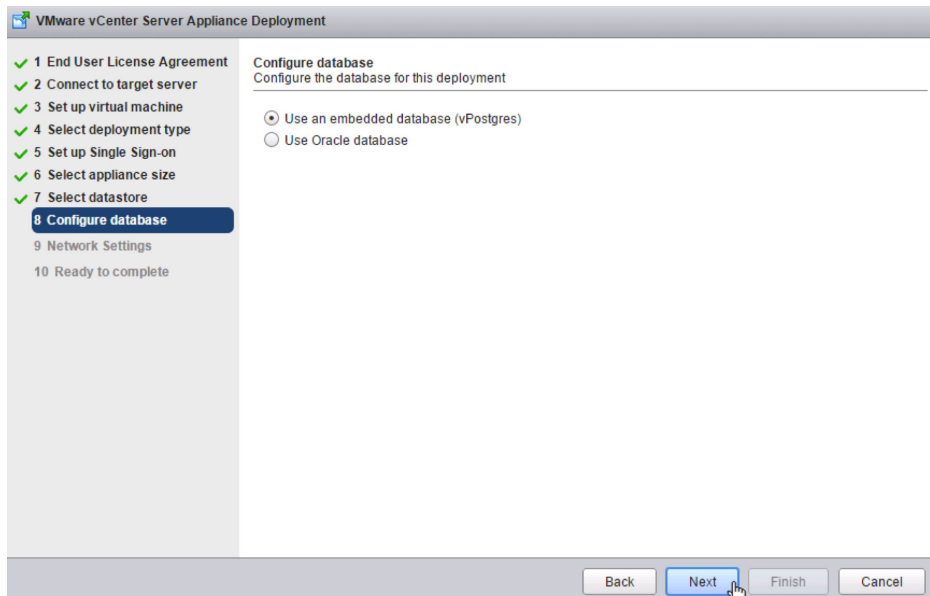 VMware vCenter Server Appliance Deployment
1 End User License Agreement
2 Connect to target server
3 Set up virtual machine
4 Select deployment type
5 Set up Single Sign-on
6 Select appliance size
7 Select datastore
8 Configure database
9 Network Settings
10 Ready to complete
Configure database
Configure the database for this deployment
Use an embedded database (vPostgres)
Use Oracle database
Back Next Finish Cancel